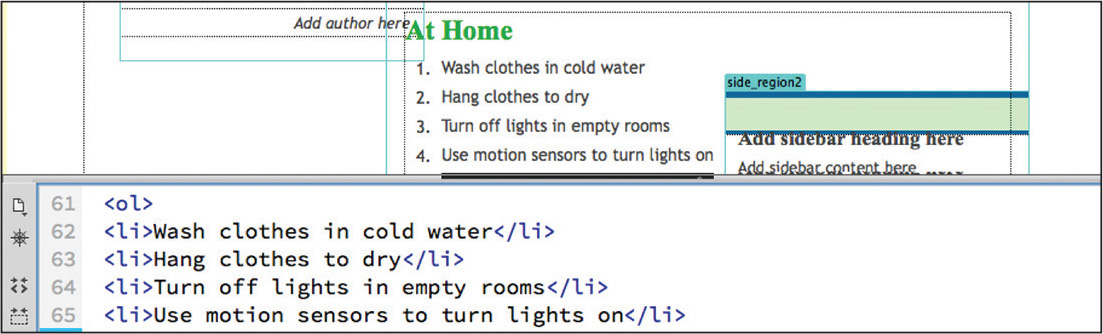 Add author here
At Home
1. Wash clothes in cold water
2. Hang clothes to dry
3. Turn off lights in empty rooms
4. Use motion sensors to turn lights on
side_region2
Add sidebar heading here
Add sidebar content here
61 <ol>
62 <li>Wash clothes in cold water</li>
63 <li>Hang clothes to dry</li>
64 <li>Turn off lights in empty rooms</li>
65 <li>Use motion sensors to turn lights on</li>